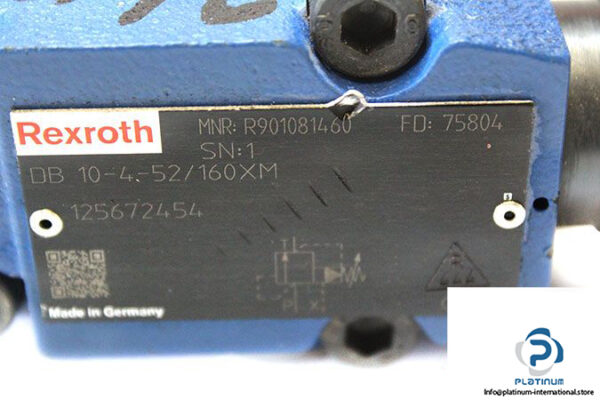 Rexroth
MNR: R901081460 FD: 75804
SN:1
DB 10-4-52/160XM
125672454
T
P X
Made in Germany
PLATINUM
Info@platinum-international.store